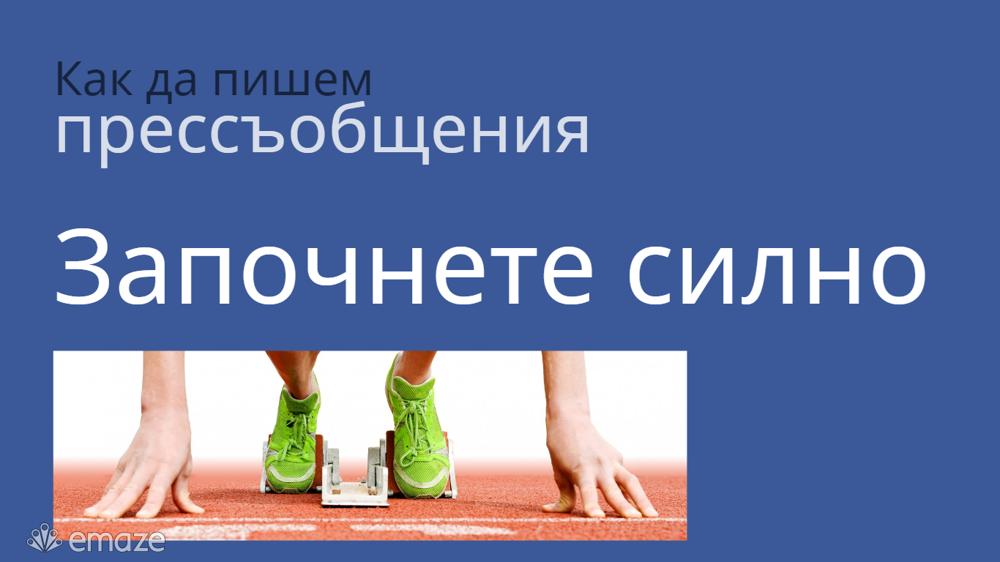 Как да пишем
прессъобщения
Започнете силно
emaze